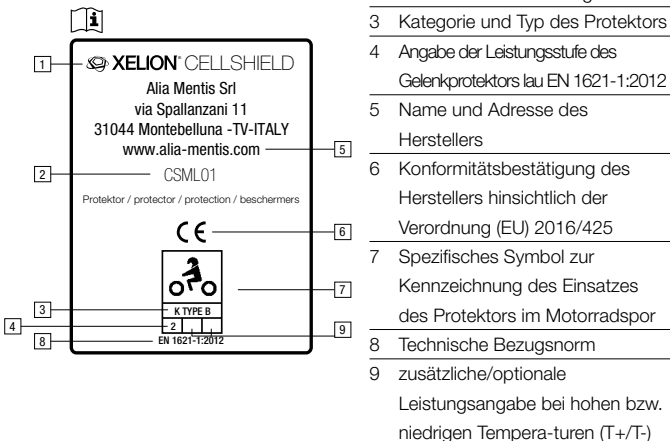 XELION® CELLSHIELD
Alia Mentis Srl
via Spallanzani 11
31044 Montebelluna -TV-ITALY
www.alia-mentis.com
CSML01
Protektor / protector / protection / beschermers
CE
K TYPE B
2
EN 1621-1:2012
1
2
3
4
8
5
6
7
9
3 Kategorie und Typ des Protektors
4 Angabe der Leistungsstufe des
Gelenkprotektors lau EN 1621-1:2012
5 Name und Adresse des
Herstellers
6 Konformitätsbestätigung des
Herstellers hinsichtlich der
Verordnung (EU) 2016/425
7 Spezifisches Symbol zur
Kennzeichnung des Einsatzes
des Protektors im Motorradspor
8 Technische Bezugsnorm
9 zusätzliche/optionale
Leistungsangabe bei hohen bzw.
niedrigen Tempera-turen (T+/T-)